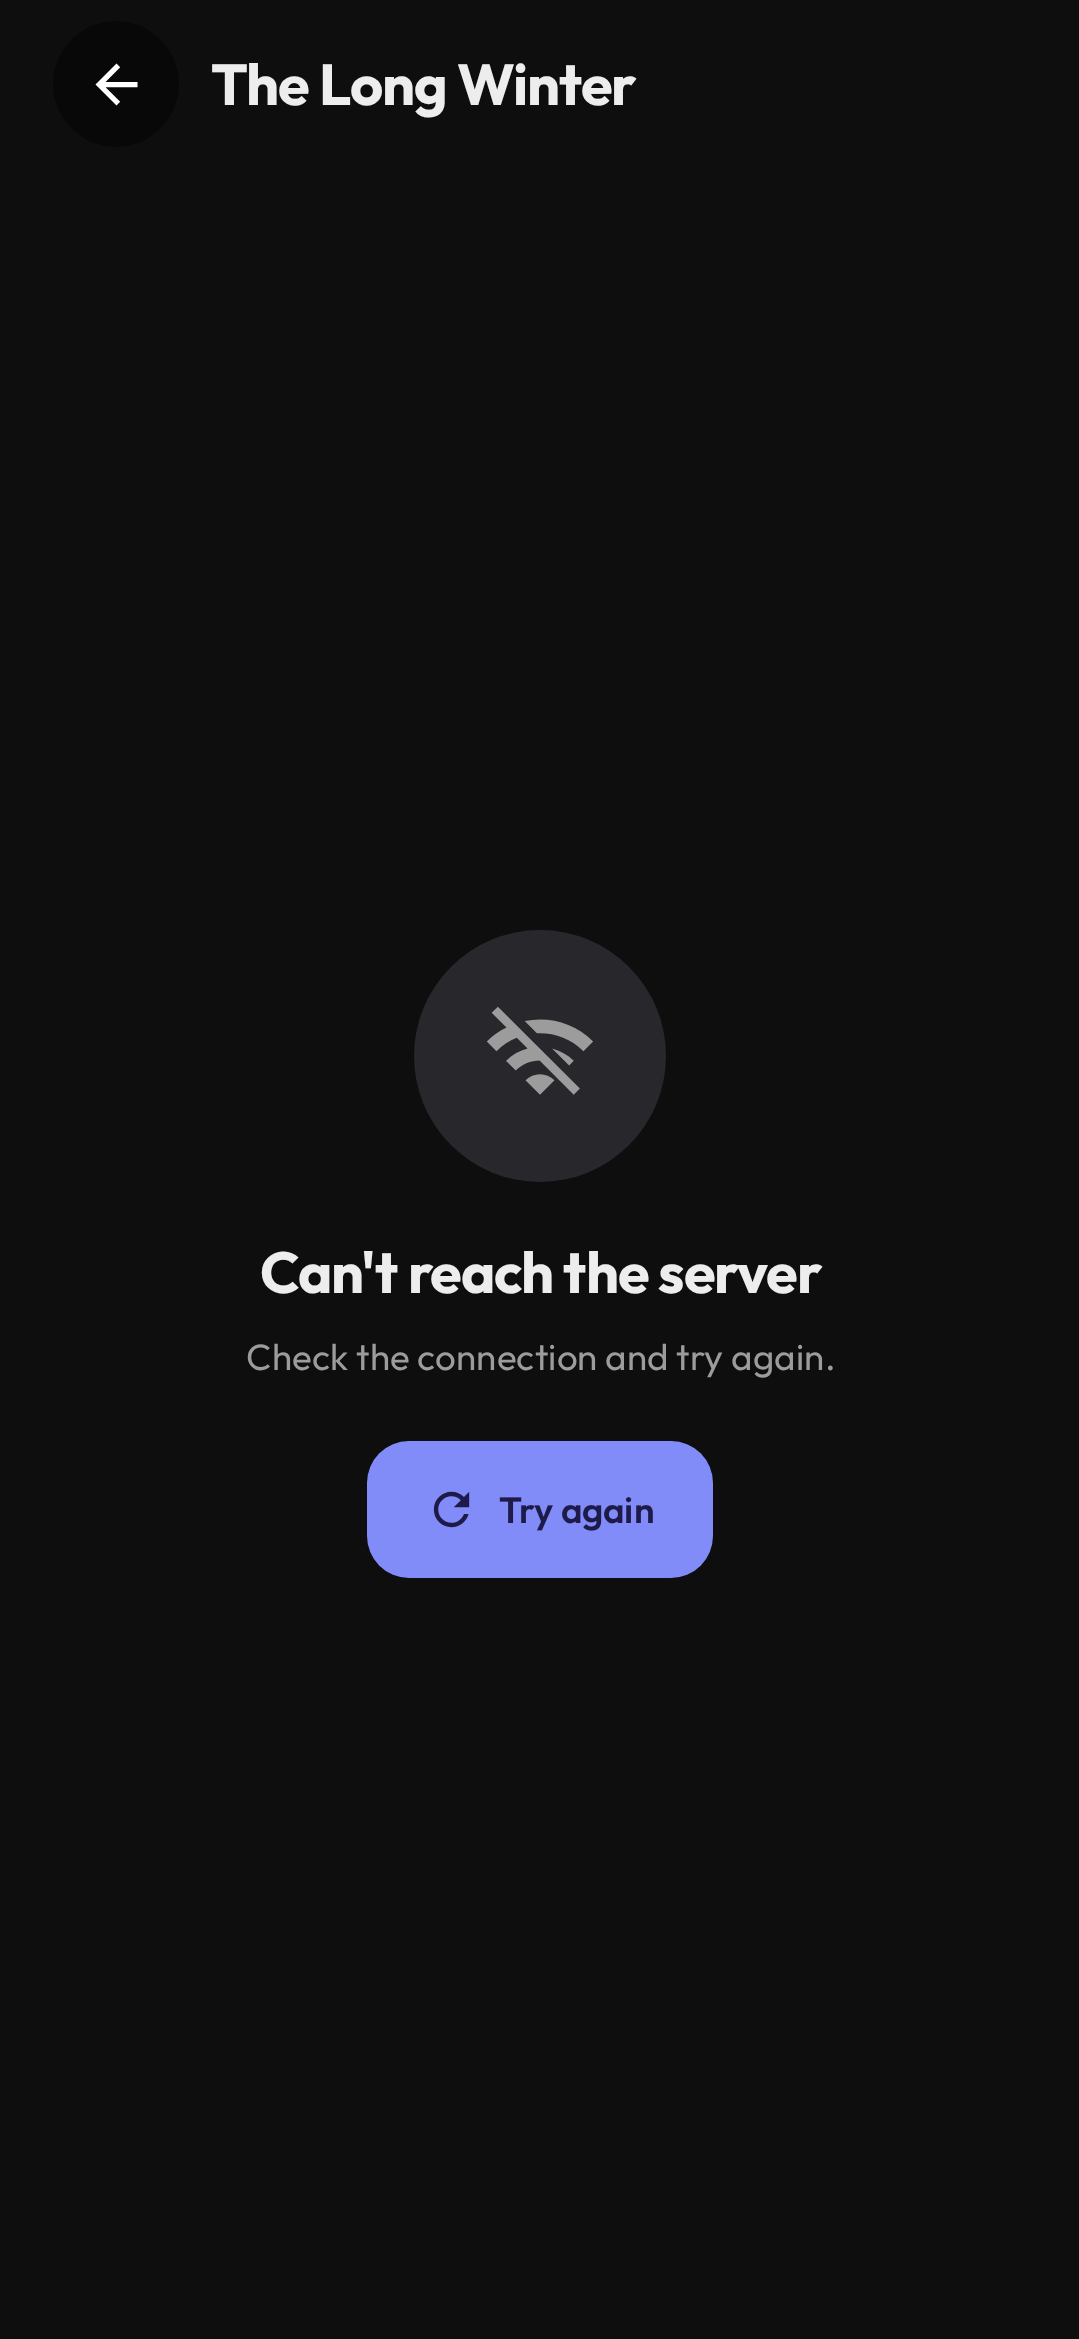 The Long Winter
Can't reach the server
Check the connection and try again.
Try again